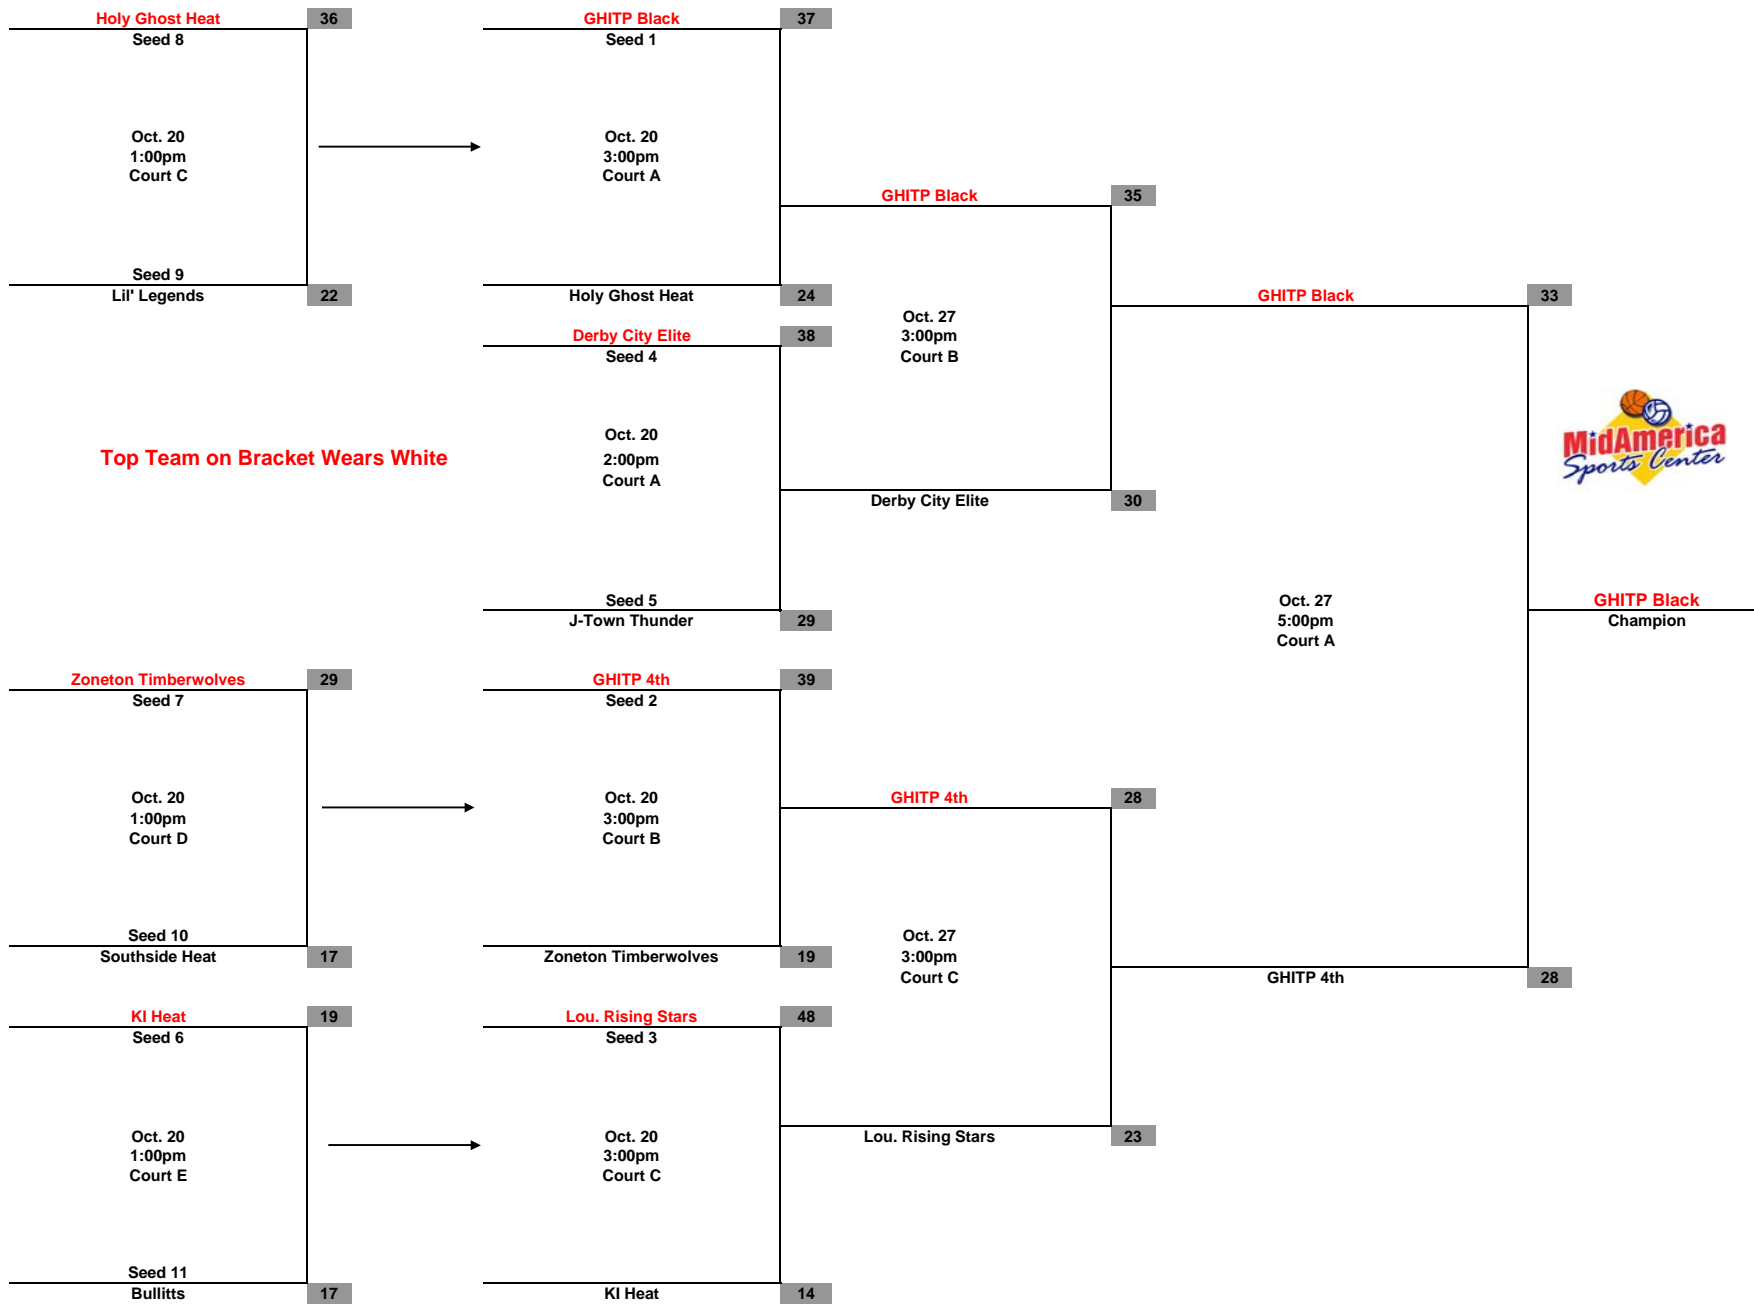 Holy Ghost Heat 36
Seed 8
Oct. 20
1:00pm
Court C
Seed 9
Lil' Legends 22
GHITP Black 37
Seed 1
Oct. 20
3:00pm
Court A
Holy Ghost Heat 24
Derby City Elite 38
Seed 4
Oct. 20
2:00pm
Court A
Seed 5
J-Town Thunder 29
Top Team on Bracket Wears White
GHITP Black 35
Oct. 27
3:00pm
Court B
Derby City Elite 30
GHITP Black 33
Oct. 27
5:00pm
Court A
GHITP 4th 28
MidAmerica
Sports Center
GHITP Black
Champion
Zoneton Timberwolves 29
Seed 7
Oct. 20
1:00pm
Court D
Seed 10
Southside Heat 17
GHITP 4th 39
Seed 2
Oct. 20
3:00pm
Court B
Zoneton Timberwolves 19
GHITP 4th 28
Oct. 27
3:00pm
Court C
Lou. Rising Stars 23
KI Heat 19
Seed 6
Oct. 20
1:00pm
Court E
Seed 11
Bullitts 17
Lou. Rising Stars 48
Seed 3
Oct. 20
3:00pm
Court C
KI Heat 14